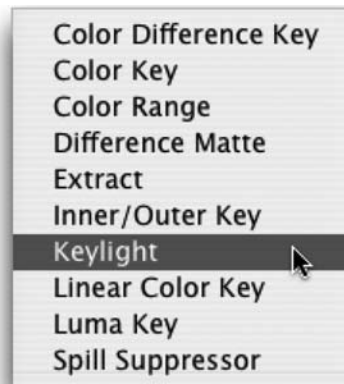 Color Difference Key
Color Key
Color Range
Difference Matte
Extract
Inner/Outer Key
Keylight
Linear Color Key
Luma Key
Spill Suppressor